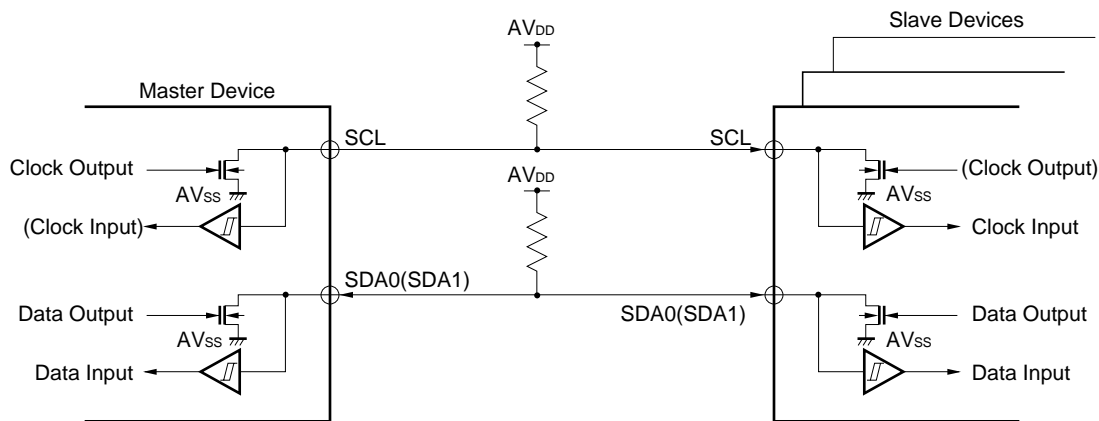 Slave Devices
AVDD
Master Device
SCL
SCL
Clock Output
(Clock Output)
AVSS
AVDD
AVSS
(Clock Input)
Clock Input
SDA0(SDA1)
SDA0(SDA1)
Data Output
Data Output
AVSS
AVSS
Data Input
Data Input